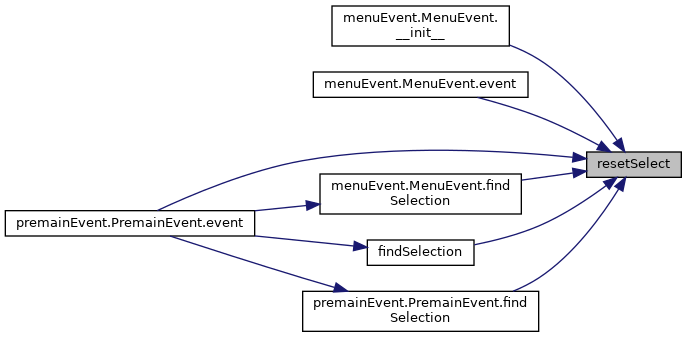 menuEvent.MenuEvent.
__init__
menuEvent.MenuEvent.event
resetSelect
menuEvent.MenuEvent.find
Selection
premainEvent.PremainEvent.event
findSelection
premainEvent.PremainEvent.find
Selection